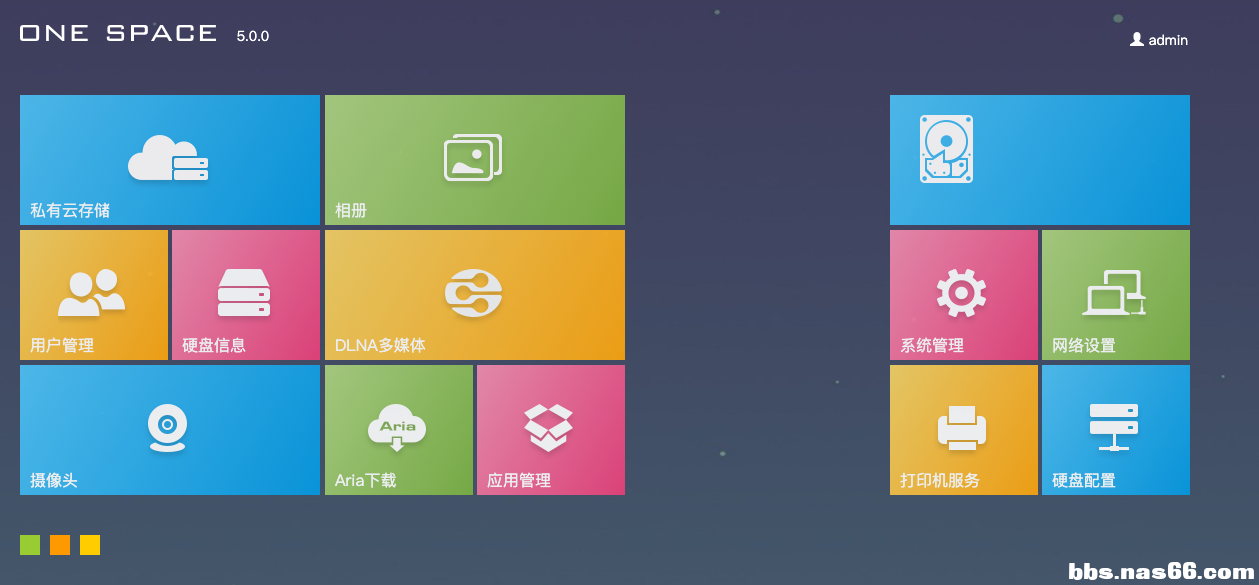 ONE SPACE 5.0.0
admin
私有云存储
相册
用户管理
硬盘信息
DLNA多媒体
系统管理
网络设置
摄像头
Aria
Aria下载
应用管理
打印机服务
硬盘配置
bbs.nas66.com